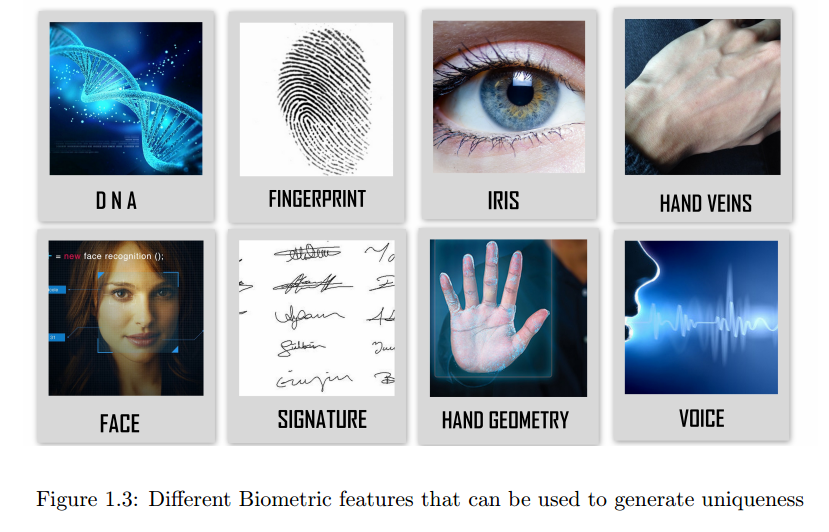 D N A
FINGERPRINT
IRIS
HAND VEINS
= new face recognition ();
FACE
SIGNATURE
HAND GEOMETRY
VOICE
Figure 1.3: Different Biometric features that can be used to generate uniqueness